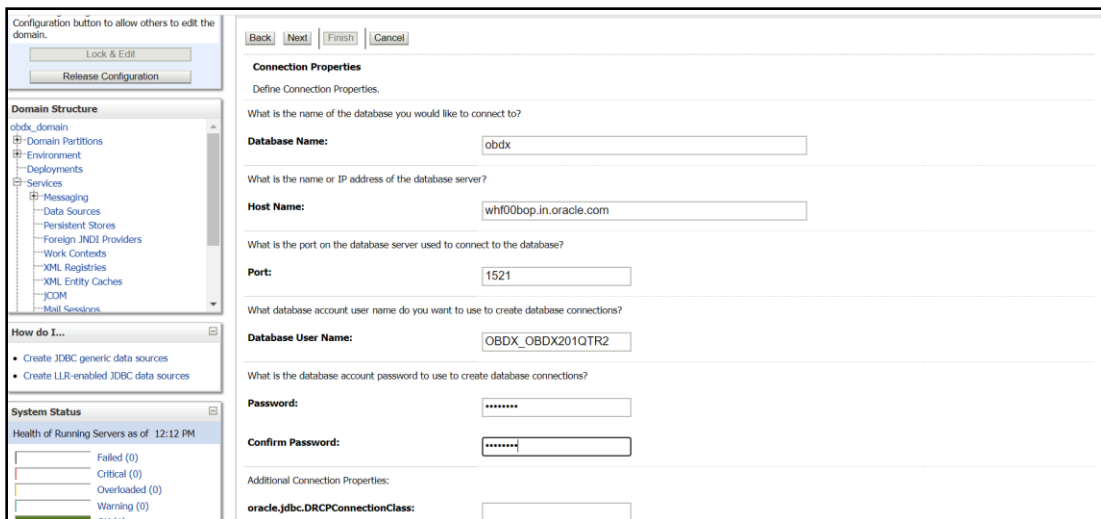 Configuration button to allow others to edit the
domain.
Lock & Edit
Release Configuration
Domain Structure
obdx_domain
Domain Partitions
Environment
Deployments
Services
Messaging
Data Sources
Persistent Stores
Foreign JNDI Providers
Work Contexts
XML Registries
XML Entity Caches
jCOM
Mail Sessions
How do I...
Create JDBC generic data sources
Create LLR-enabled JDBC data sources
System Status
Health of Running Servers as of 12:12 PM
Failed (0)
Critical (0)
Overloaded (0)
Warning (0)
Back Next Finish Cancel
Connection Properties
Define Connection Properties.
What is the name of the database you would like to connect to?
Database Name: obdx
What is the name or IP address of the database server?
Host Name: whf00bop.in.oracle.com
What is the port on the database server used to connect to the database?
Port: 1521
What database account user name do you want to use to create database connections?
Database User Name: OBDX_OBDX201QTR2
What is the database account password to use to create database connections?
Password: ••••••••
Confirm Password: ••••••••
Additional Connection Properties:
oracle.jdbc.DRCPConnectionClass: